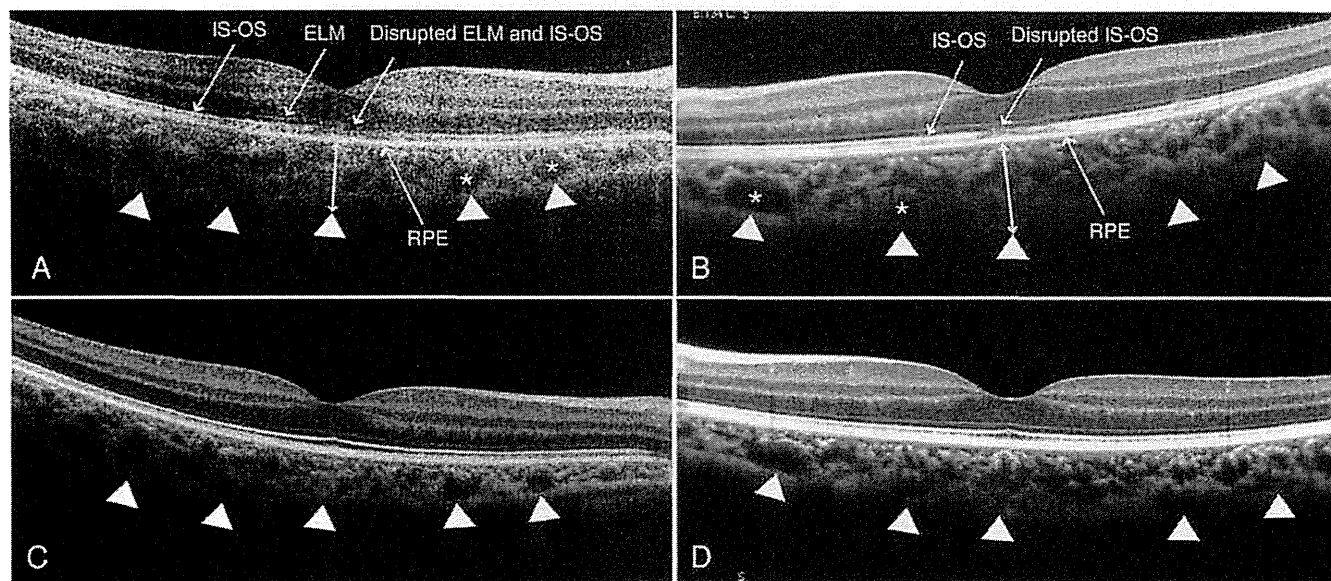 IS-OS
ELM
Disrupted ELM and IS-OS
*
*
RPE
A
IS-OS
Disrupted IS-OS
*
*
RPE
B
C
D